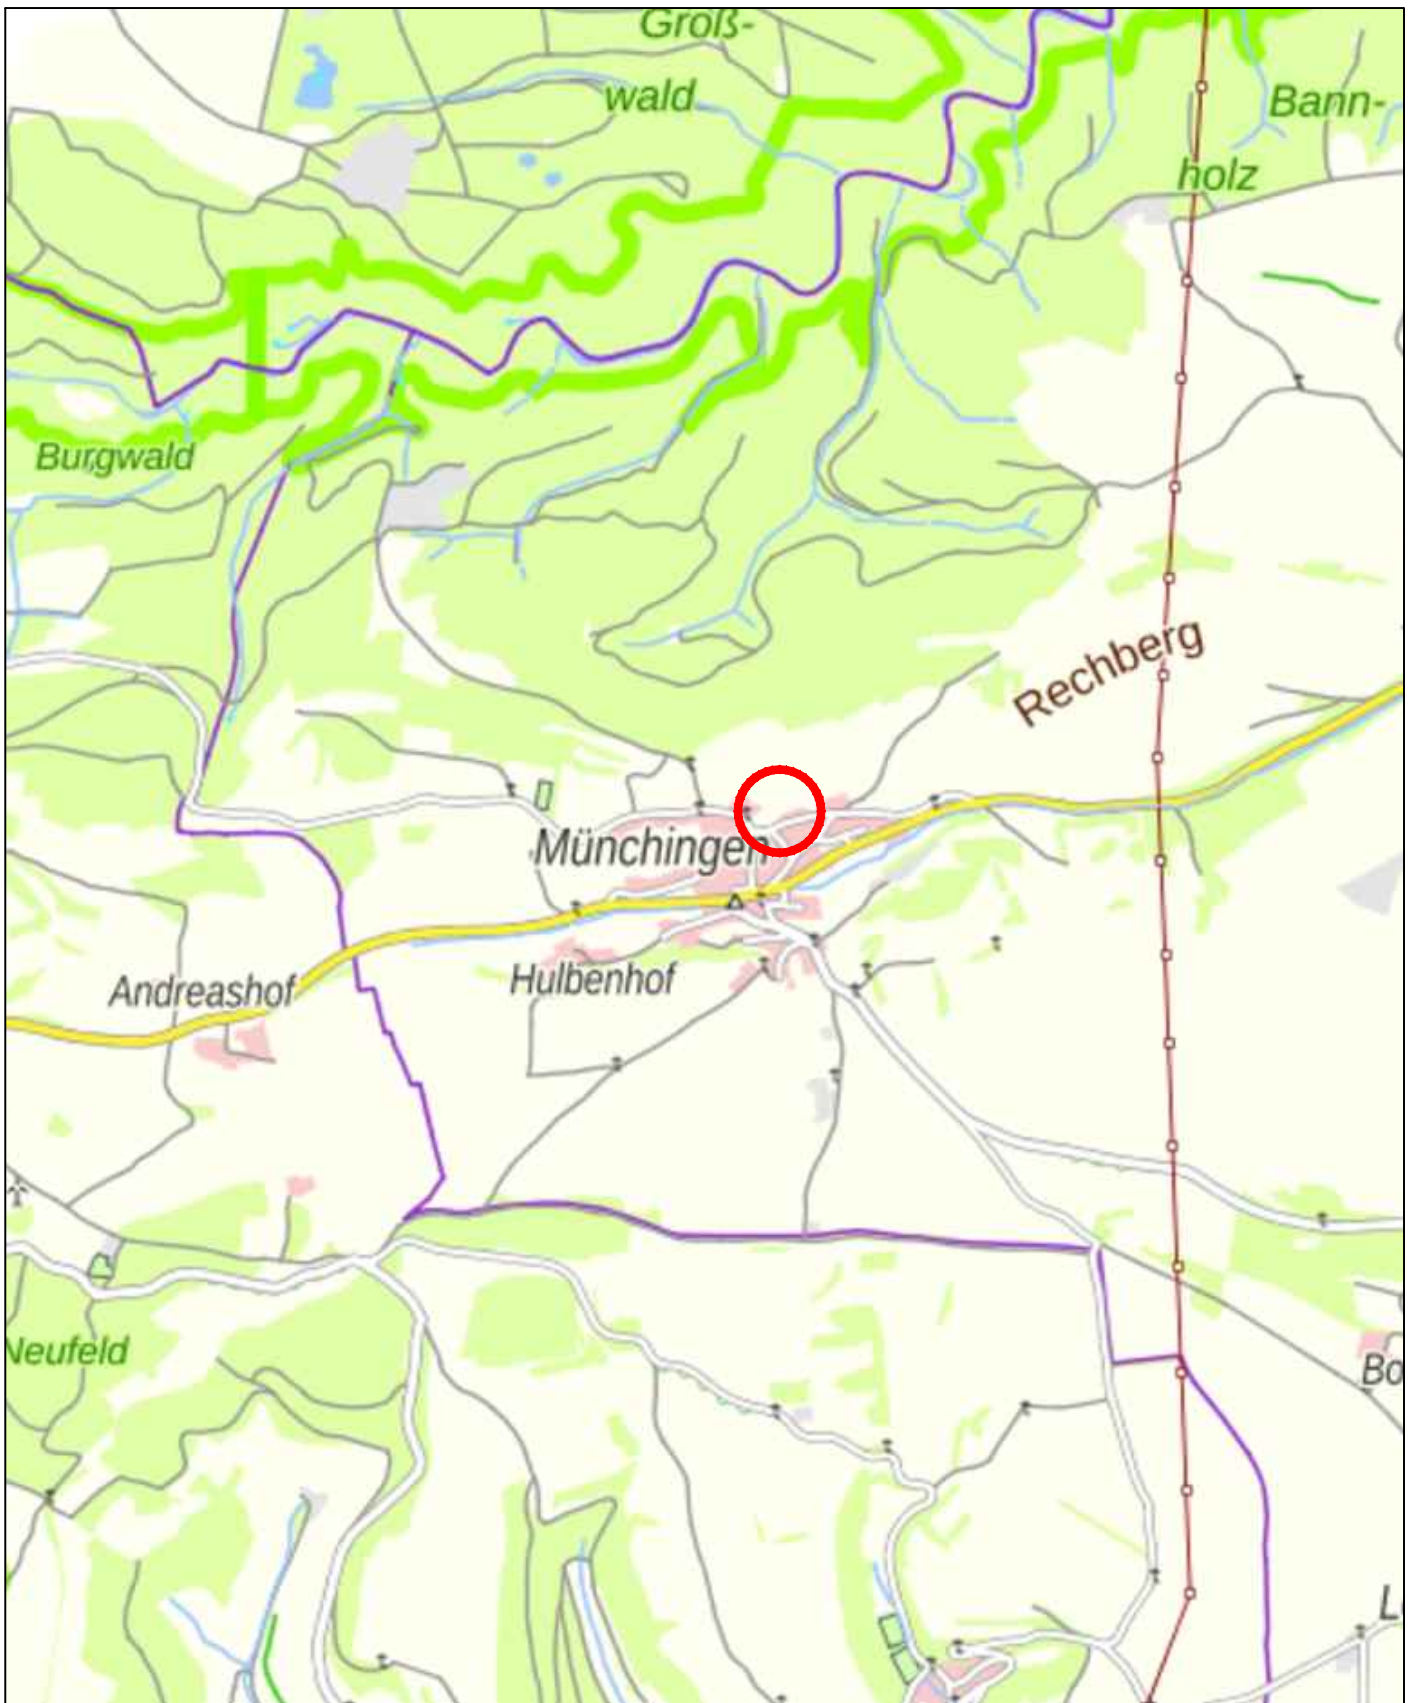 Groß-
wald
Bann-
holz
Burgwald
Rechberg
Münchingen
Andreashof
Hulbenhof
Neufeld
Bo